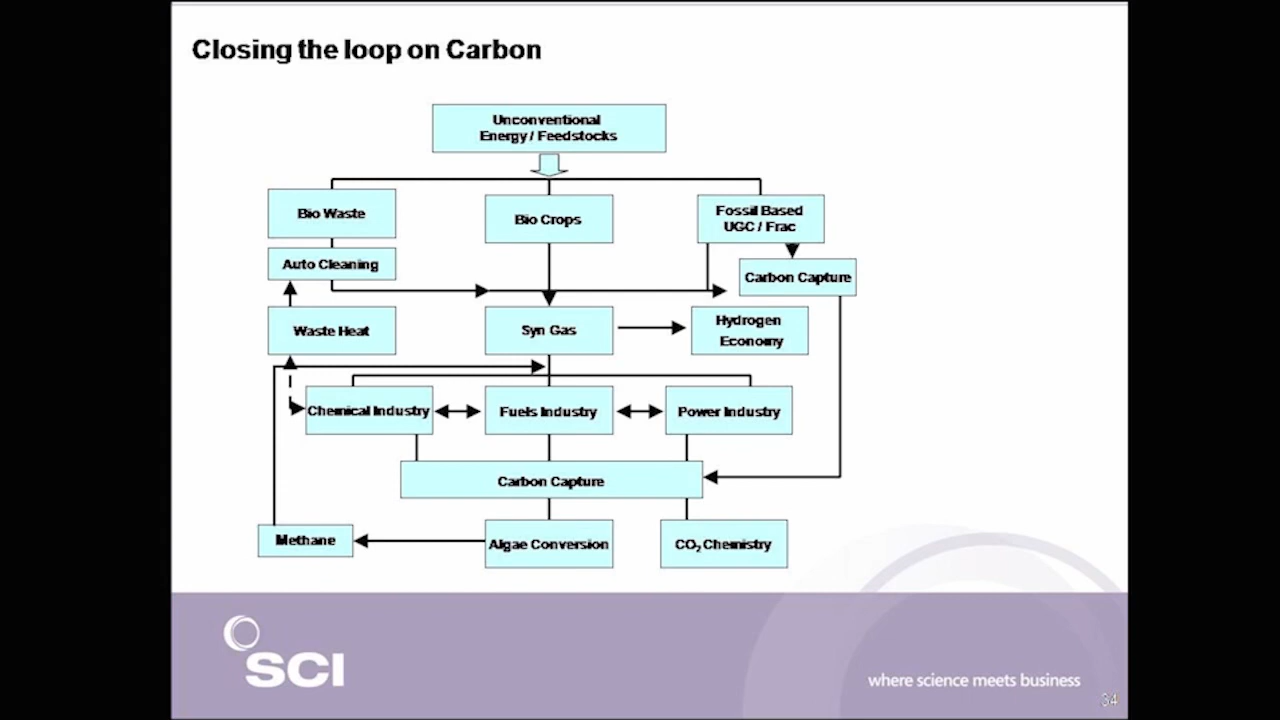 Closing the loop on Carbon
Unconventional
Energy / Feedstocks
Bio Waste
Bio Crops
Fossil Based
UGC / Frac
Auto Cleaning
Carbon Capture
Waste Heat
Syn Gas
Hydrogen
Economy
Chemical Industry
Fuels Industry
Power Industry
Carbon Capture
Methane
Algae Conversion
CO₂ Chemistry
SCI
where science meets business
34